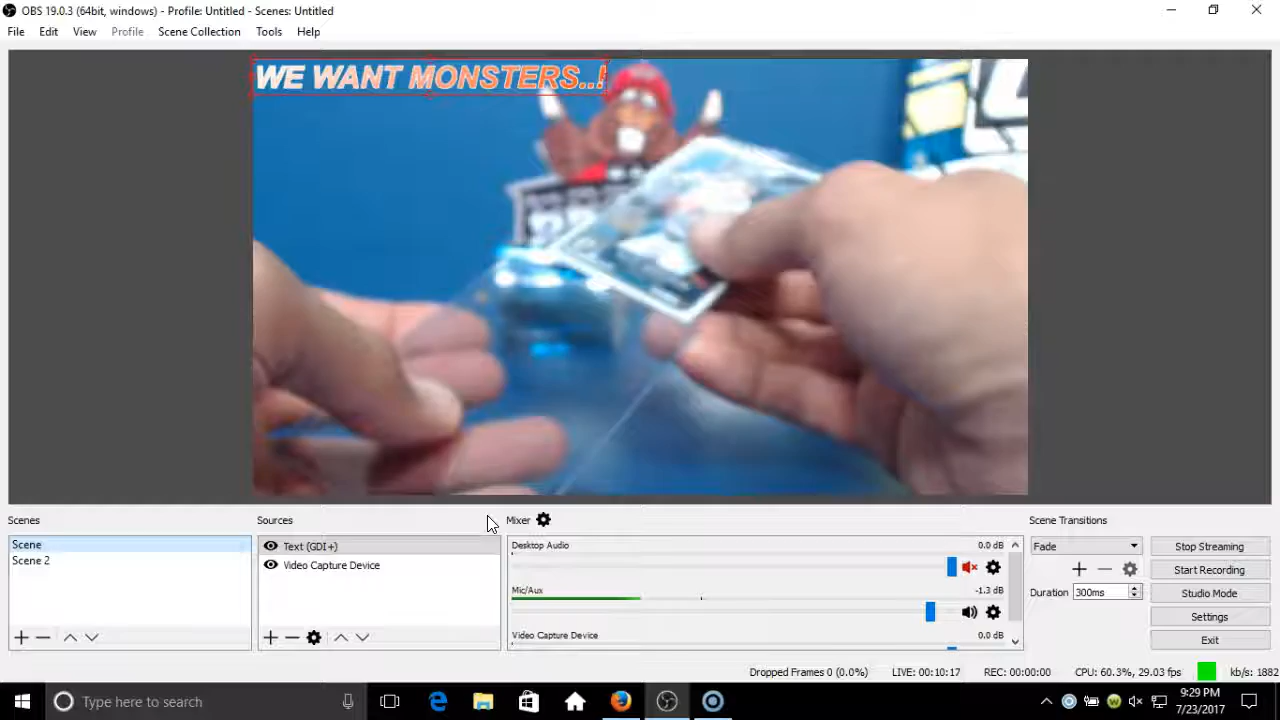 OBS 19.0.3 (64bit, windows) - Profile: Untitled - Scenes: Untitled
File Edit View Profile Scene Collection Tools Help
WE WANT MONSTERS..!
Scenes
Scene
Scene 2
Sources
Text (GDI+)
Video Capture Device
Mixer
Desktop Audio 0.0 dB
Mic/Aux -1.3 dB
Video Capture Device 0.0 dB
Scene Transitions
Fade
Duration 300ms
Stop Streaming
Start Recording
Studio Mode
Settings
Exit
Dropped Frames 0 (0.0%) LIVE: 00:10:17 REC: 00:00:00 CPU: 60.3%, 29.03 fps kb/s: 1882
Type here to search
9:29 PM
7/23/2017